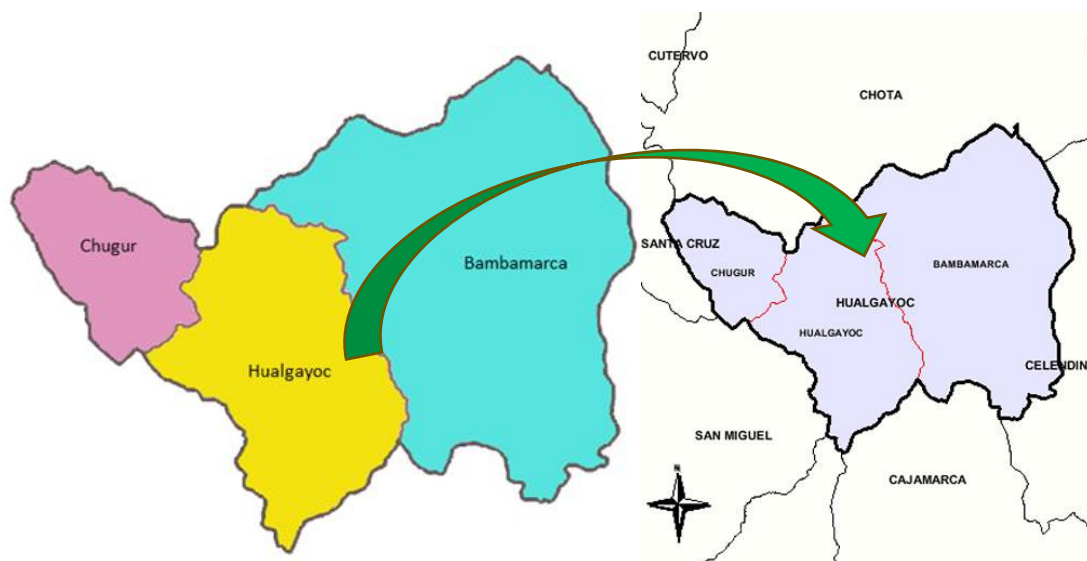 Chugur
Bambamarca
Hualgayoc
CUTERVO
CHOTA
SANTA CRUZ
CHUGUR
BAMBAMARCA
HUALGAYOC
HUALGAYOC
CELENDIN
SAN MIGUEL
CAJAMARCA
N